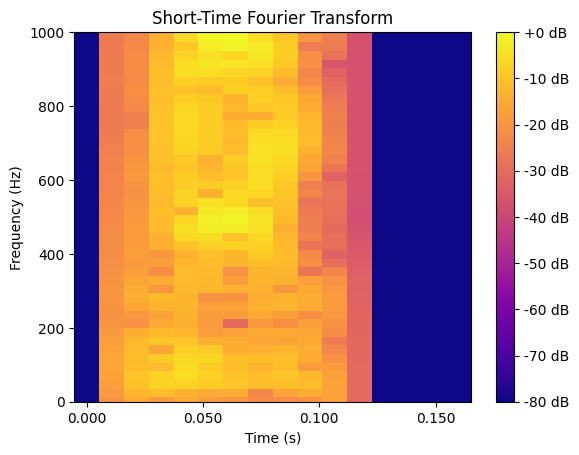 Short-Time Fourier Transform
1000
800
600
400
200
0
Frequency (Hz)
0.000
0.050
0.100
0.150
Time (s)
+0 dB
-10 dB
-20 dB
-30 dB
-40 dB
-50 dB
-60 dB
-70 dB
-80 dB